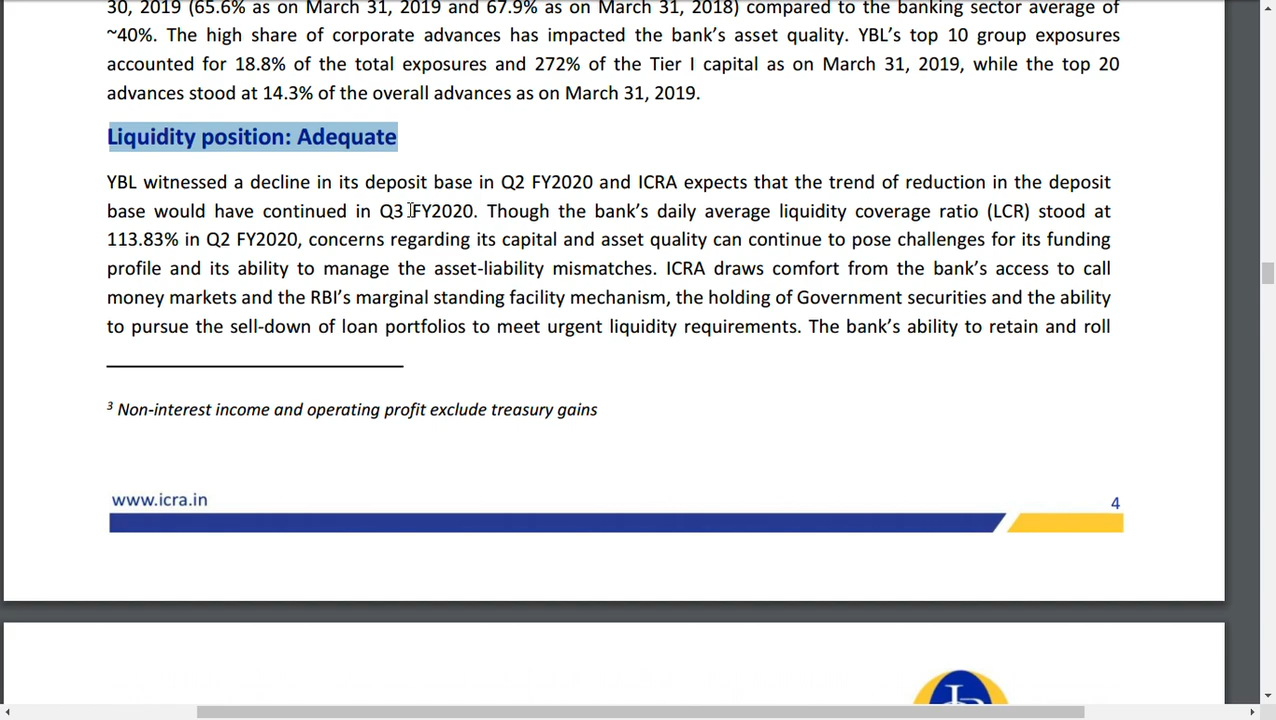 30, 2019 (65.6% as on March 31, 2019 and 67.9% as on March 31, 2018) compared to the banking sector average of
~40%. The high share of corporate advances has impacted the bank’s asset quality. YBL’s top 10 group exposures
accounted for 18.8% of the total exposures and 272% of the Tier I capital as on March 31, 2019, while the top 20
advances stood at 14.3% of the overall advances as on March 31, 2019.
Liquidity position: Adequate
YBL witnessed a decline in its deposit base in Q2 FY2020 and ICRA expects that the trend of reduction in the deposit
base would have continued in Q3 FY2020. Though the bank’s daily average liquidity coverage ratio (LCR) stood at
113.83% in Q2 FY2020, concerns regarding its capital and asset quality can continue to pose challenges for its funding
profile and its ability to manage the asset-liability mismatches. ICRA draws comfort from the bank’s access to call
money markets and the RBI’s marginal standing facility mechanism, the holding of Government securities and the ability
to pursue the sell-down of loan portfolios to meet urgent liquidity requirements. The bank’s ability to retain and roll
3 Non-interest income and operating profit exclude treasury gains
www.icra.in
4